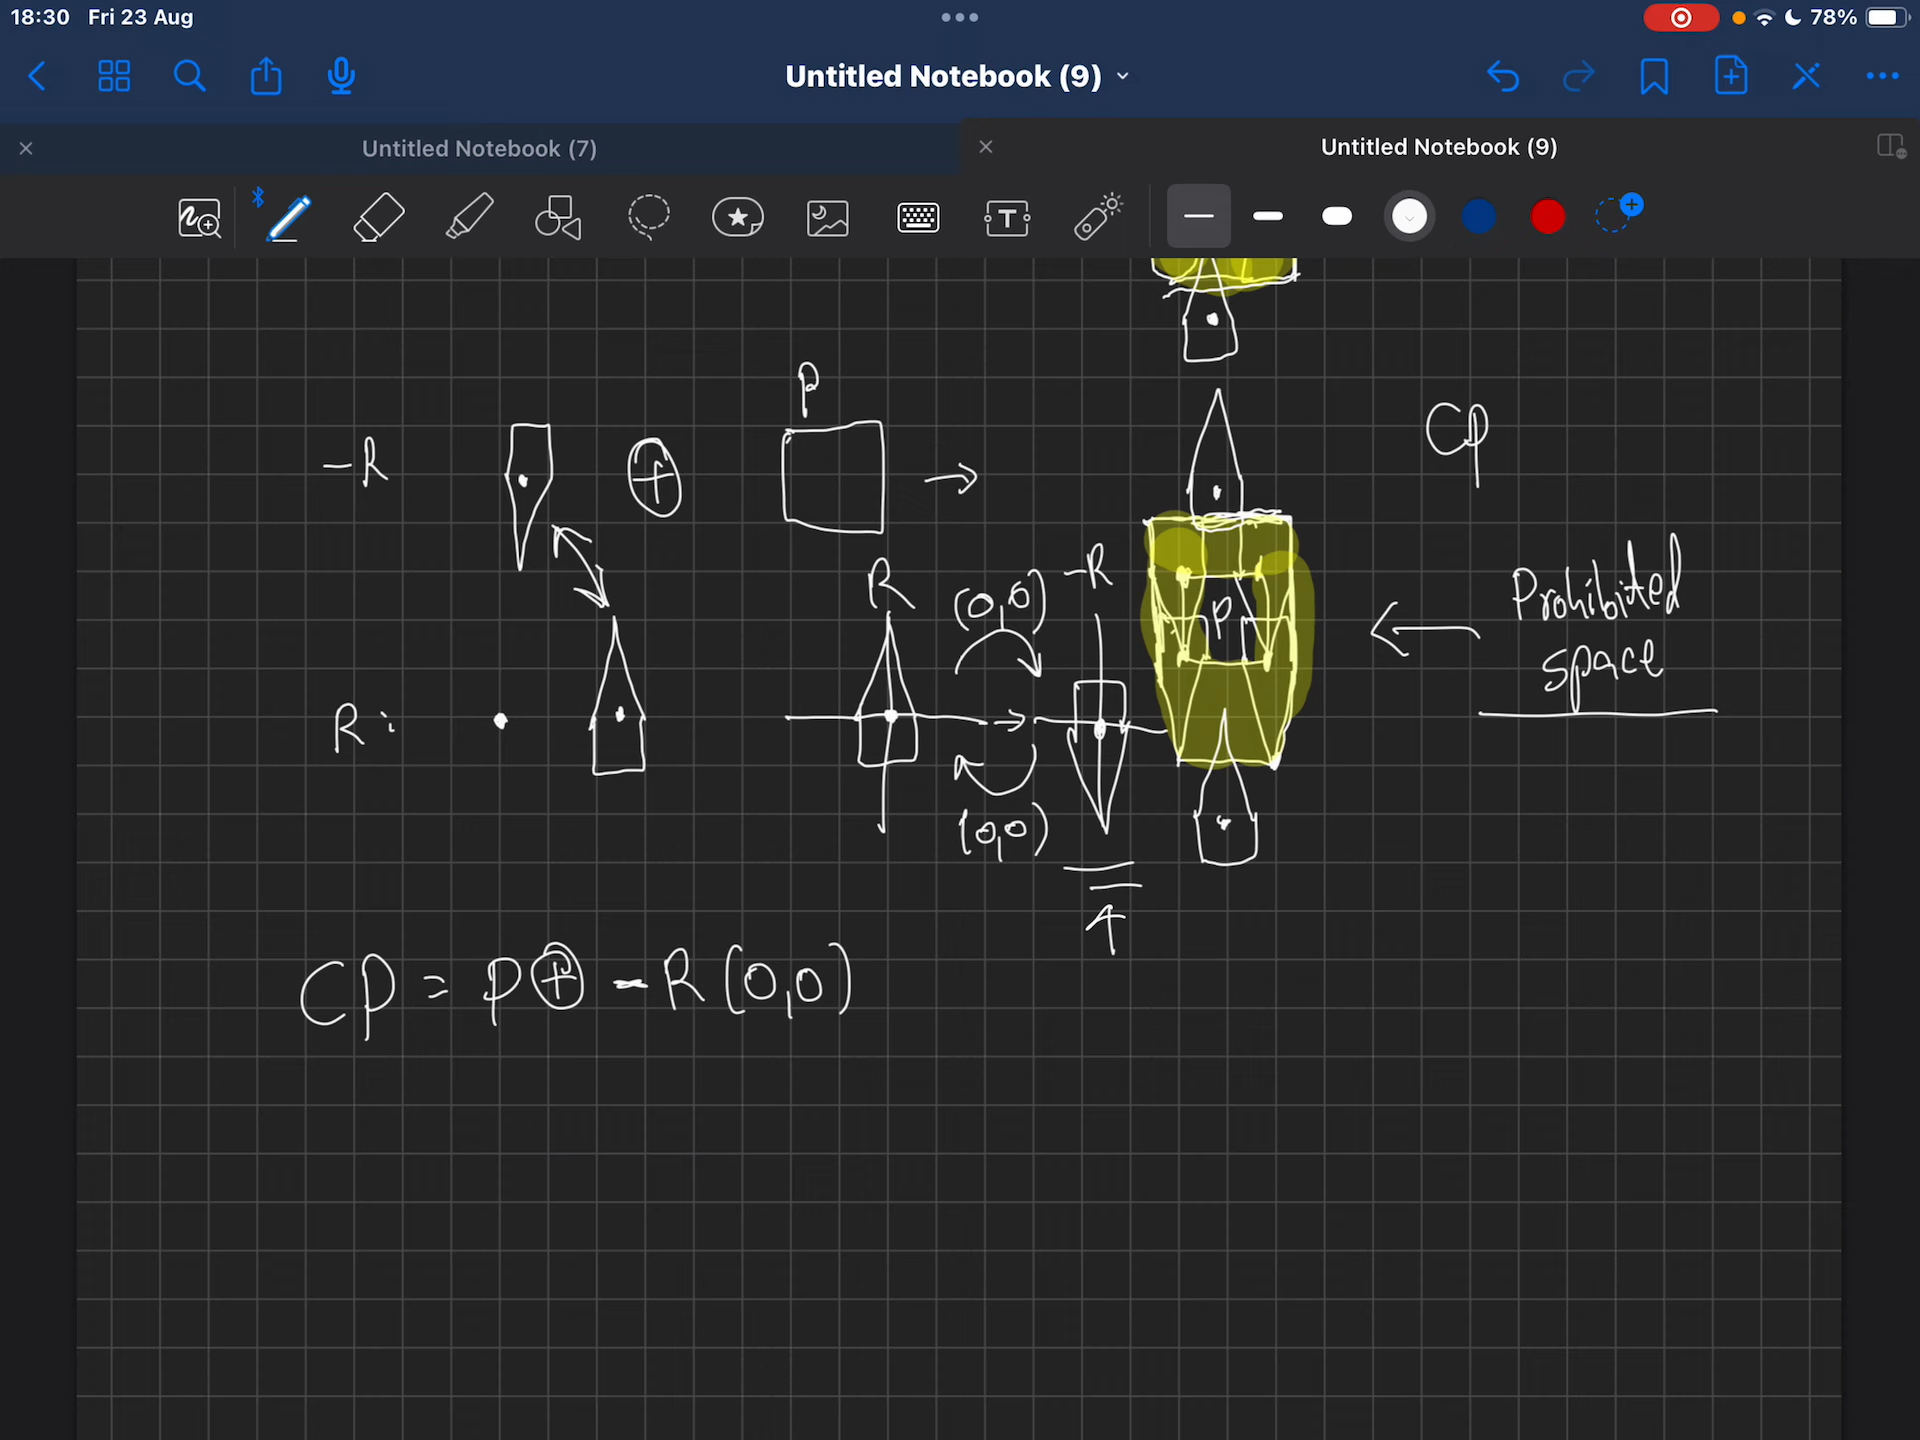 18:30 Fri 23 Aug
78%
Untitled Notebook (9)
Untitled Notebook (7)
Untitled Notebook (9)
T
P
CP
-R
R
(0,0)
-R
P
Prohibited
space
R:
(0,0)
CP = P⊕ -R(0,0)